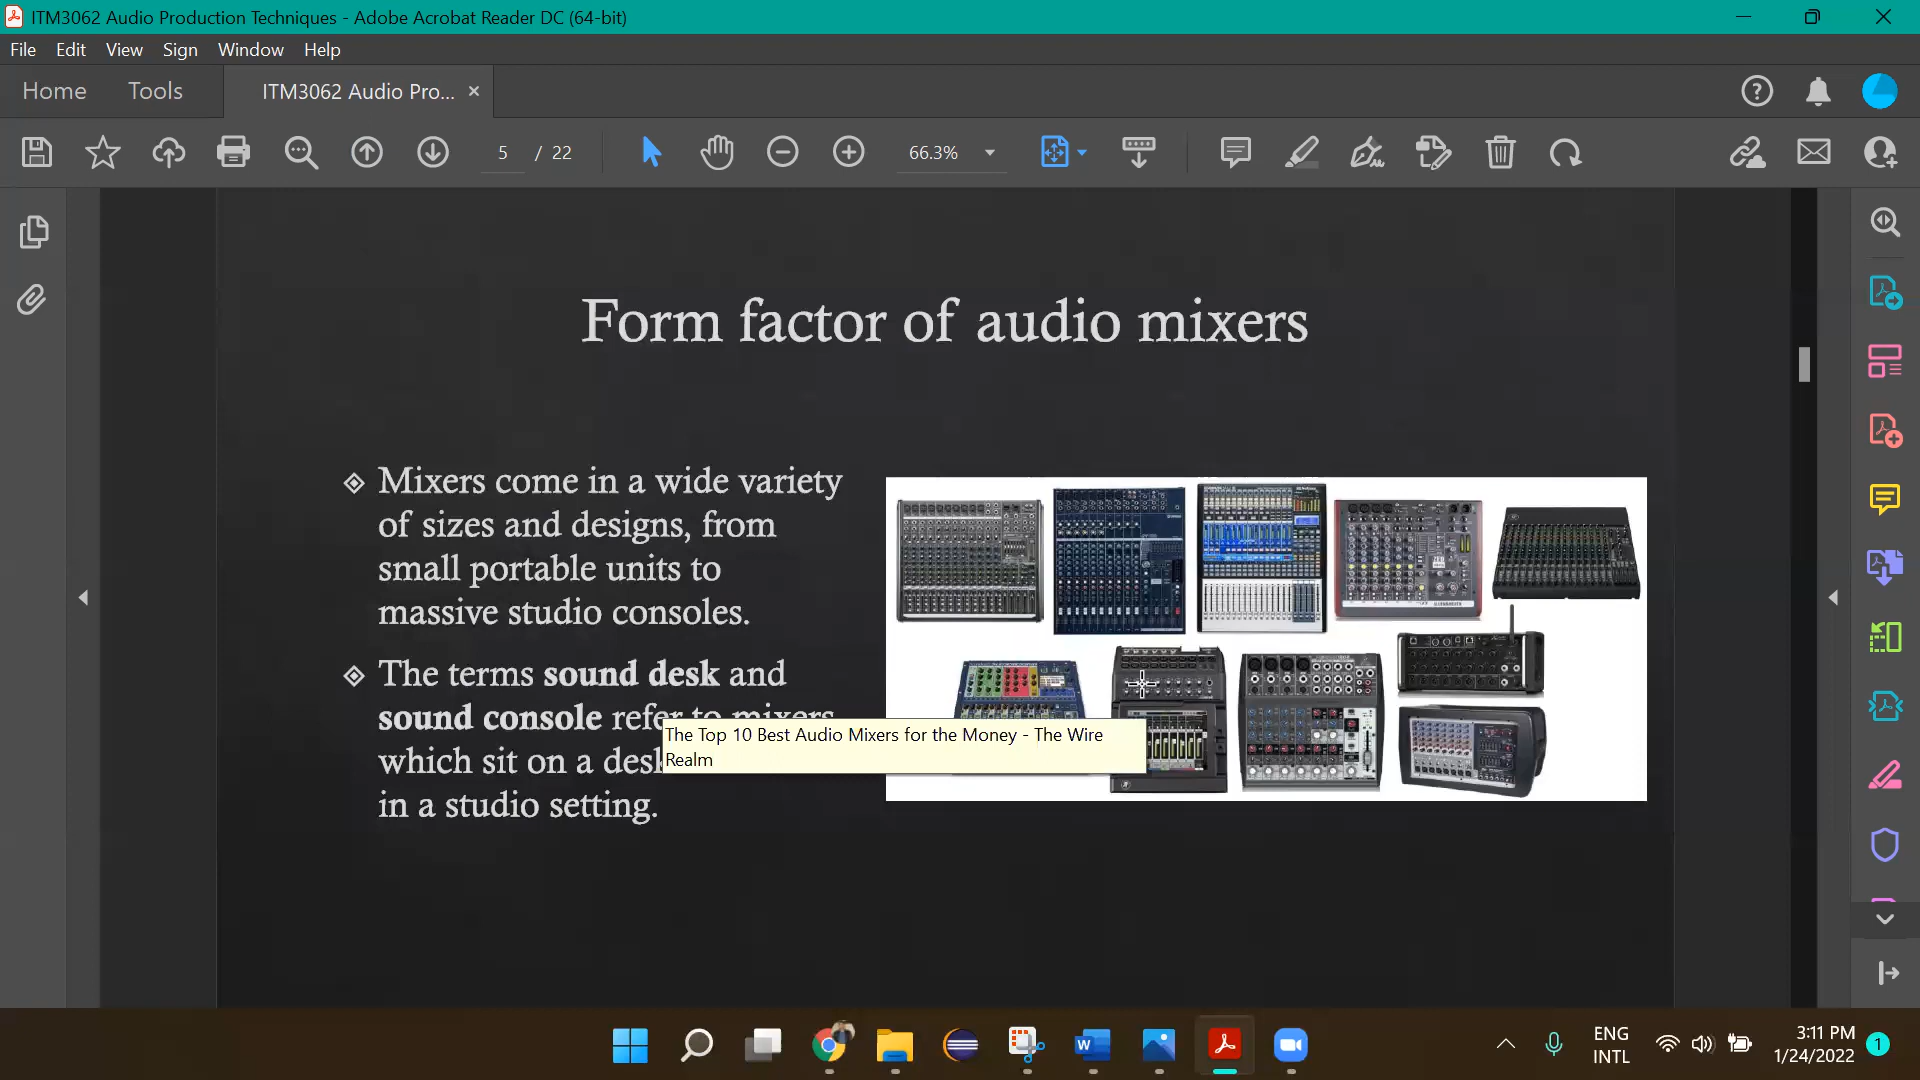 ITM3062 Audio Production Techniques - Adobe Acrobat Reader DC (64-bit)
File Edit View Sign Window Help
Home Tools ITM3062 Audio Pro... ×
5 / 22 66.3%
Form factor of audio mixers
Mixers come in a wide variety
of sizes and designs, from
small portable units to
massive studio consoles.
The terms sound desk and
sound console refer to mixers
which sit on a desk
in a studio setting.
The Top 10 Best Audio Mixers for the Money - The Wire
Realm
ENG
INTL
3:11 PM
1/24/2022
1